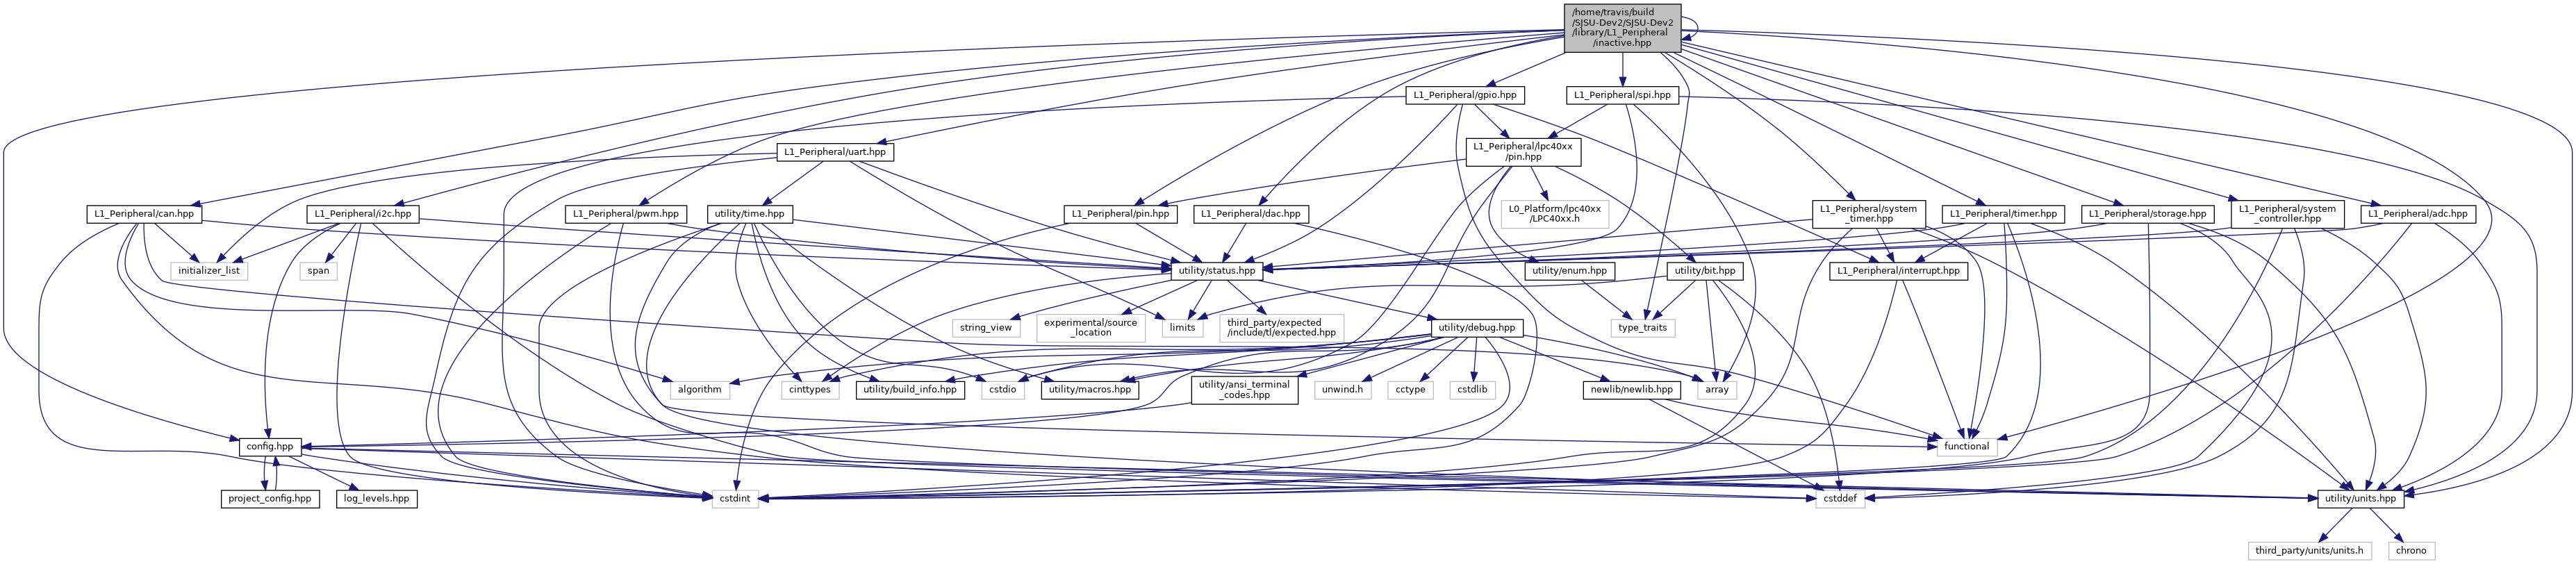 /home/travis/build
/SJSU-Dev2/SJSU-Dev2
/library/L1_Peripheral
/inactive.hpp
L1_Peripheral/gpio.hpp
L1_Peripheral/spi.hpp
L1_Peripheral/uart.hpp
L1_Peripheral/lpc40xx
/pin.hpp
L1_Peripheral/can.hpp
L1_Peripheral/i2c.hpp
L1_Peripheral/pwm.hpp
utility/time.hpp
L1_Peripheral/pin.hpp
L1_Peripheral/dac.hpp
L0_Platform/lpc40xx
/LPC40xx.h
L1_Peripheral/system
_timer.hpp
L1_Peripheral/timer.hpp
L1_Peripheral/storage.hpp
L1_Peripheral/system
_controller.hpp
L1_Peripheral/adc.hpp
initializer_list
span
utility/status.hpp
utility/enum.hpp
utility/bit.hpp
L1_Peripheral/interrupt.hpp
string_view
experimental/source
_location
limits
third_party/expected
/include/tl/expected.hpp
utility/debug.hpp
type_traits
algorithm
cinttypes
utility/build_info.hpp
cstdio
utility/macros.hpp
utility/ansi_terminal
_codes.hpp
unwind.h
cctype
cstdlib
newlib/newlib.hpp
array
config.hpp
functional
project_config.hpp
log_levels.hpp
cstdint
cstddef
utility/units.hpp
third_party/units/units.h
chrono